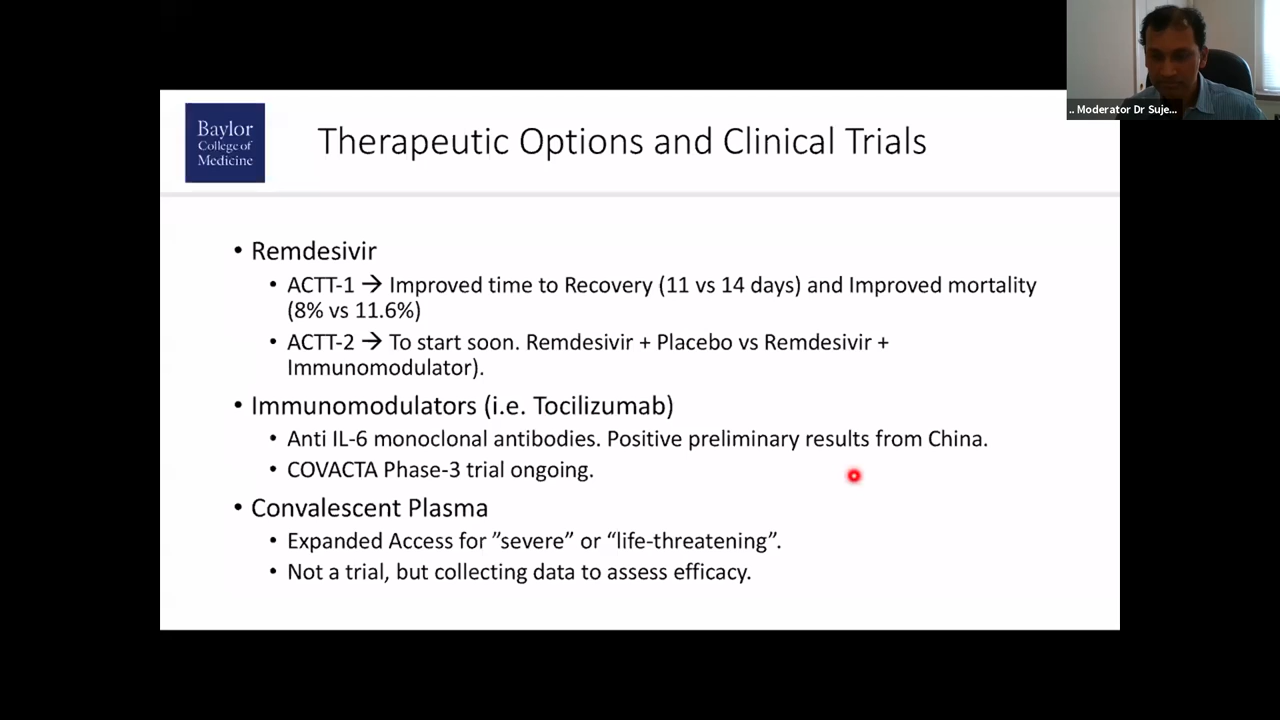 .. Moderator Dr Suje...
Baylor
College of
Medicine
Therapeutic Options and Clinical Trials
• Remdesivir
• ACTT-1 → Improved time to Recovery (11 vs 14 days) and Improved mortality
(8% vs 11.6%)
• ACTT-2 → To start soon. Remdesivir + Placebo vs Remdesivir +
Immunomodulator).
• Immunomodulators (i.e. Tocilizumab)
• Anti IL-6 monoclonal antibodies. Positive preliminary results from China.
• COVACTA Phase-3 trial ongoing.
• Convalescent Plasma
• Expanded Access for ”severe” or “life-threatening”.
• Not a trial, but collecting data to assess efficacy.